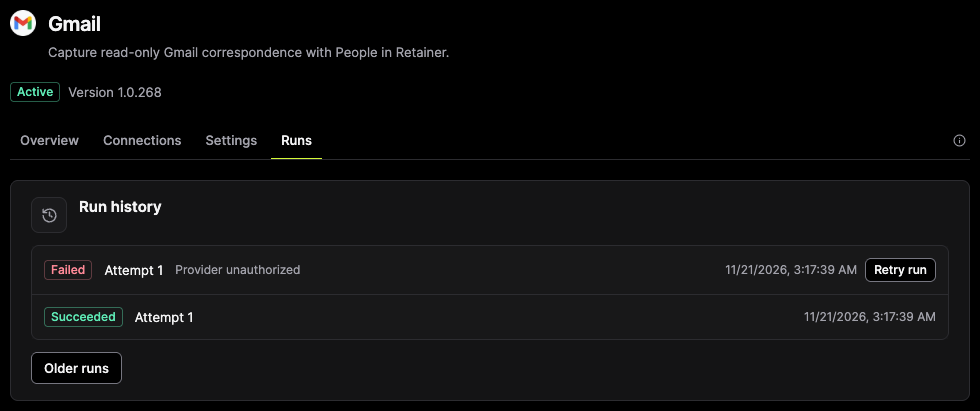 Gmail
Capture read-only Gmail correspondence with People in Retainer.
Active Version 1.0.268
Overview Connections Settings Runs
Run history
Failed Attempt 1 Provider unauthorized 11/21/2026, 3:17:39 AM Retry run
Succeeded Attempt 1 11/21/2026, 3:17:39 AM
Older runs